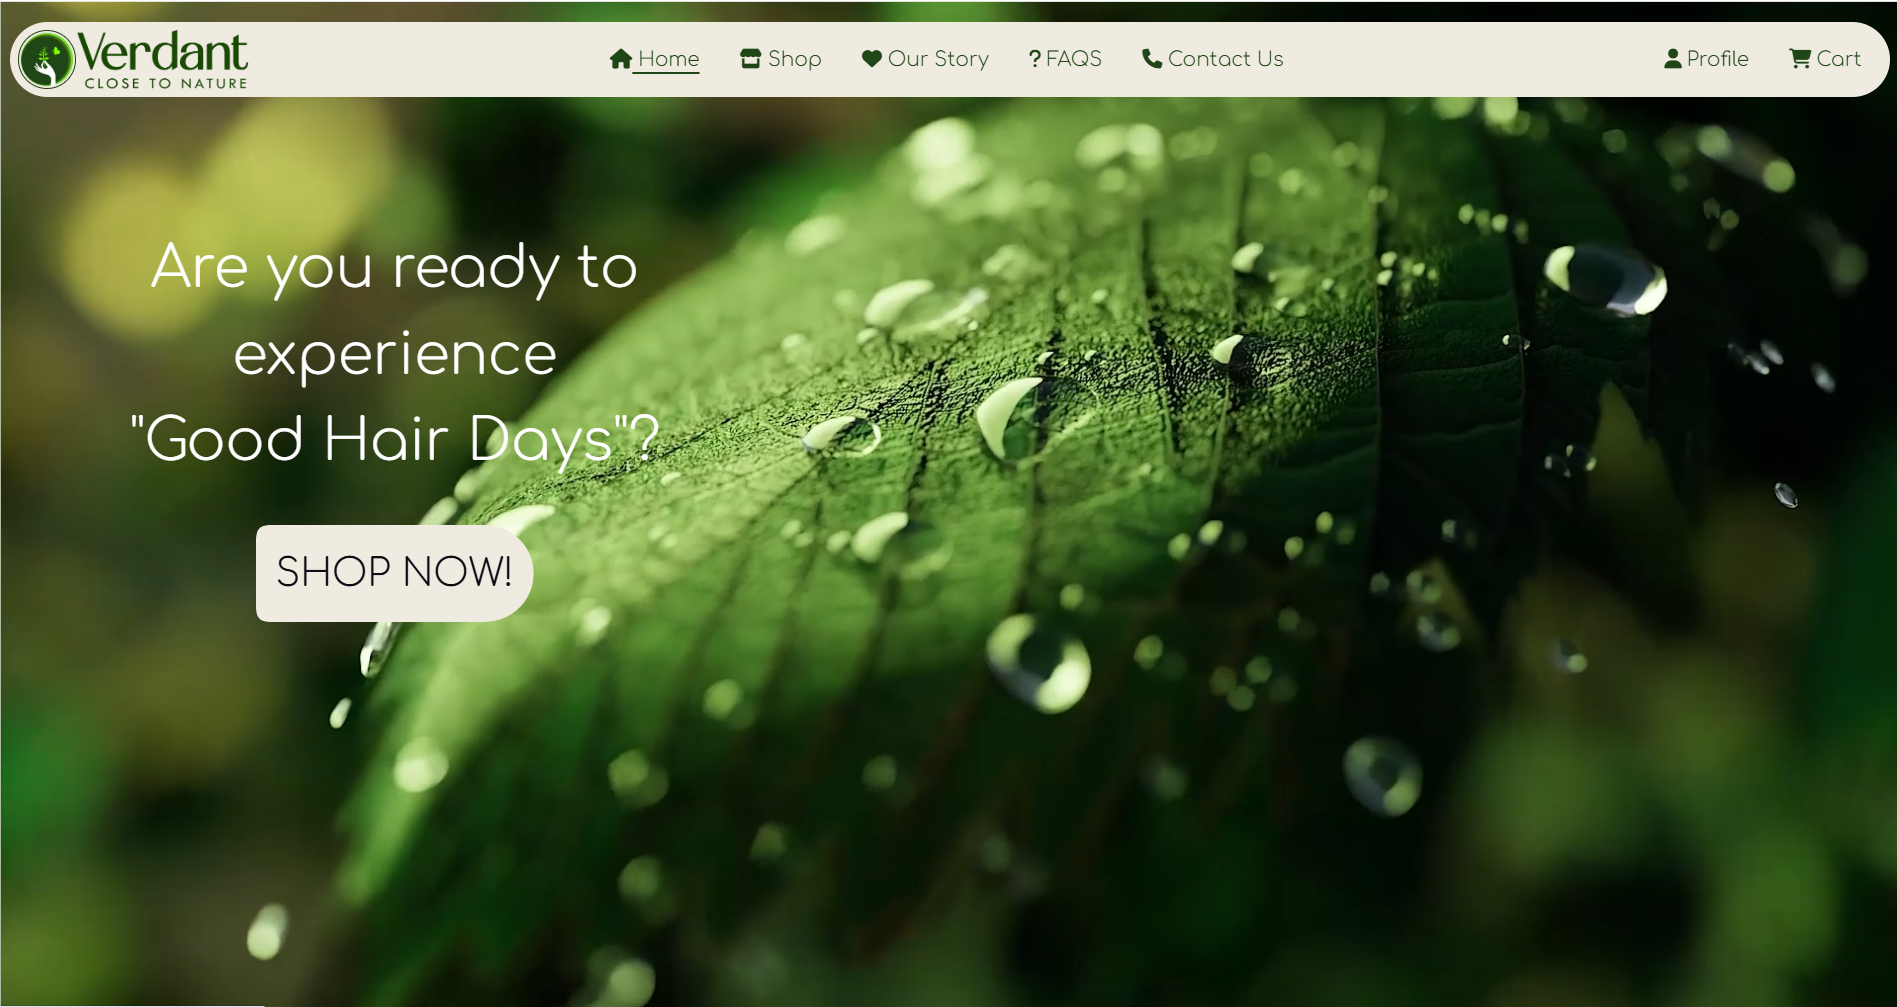 Verdant
CLOSE TO NATURE
Home
Shop
Our Story
? FAQS
Contact Us
Profile
Cart
Are you ready to
experience
"Good Hair Days"?
SHOP NOW!